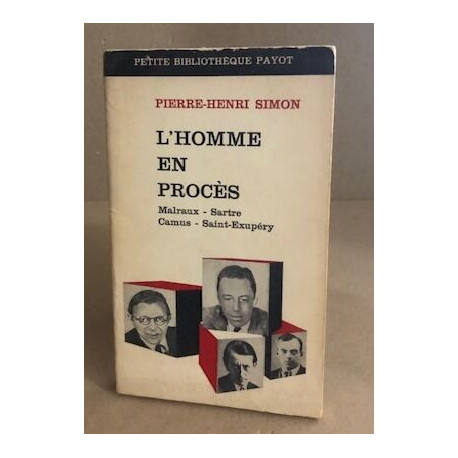 PETITE BIBLIOTHÈQUE PAYOT
PIERRE-HENRI SIMON
L'HOMME
EN
PROCÈS
Malraux - Sartre
Camus - Saint-Exupéry